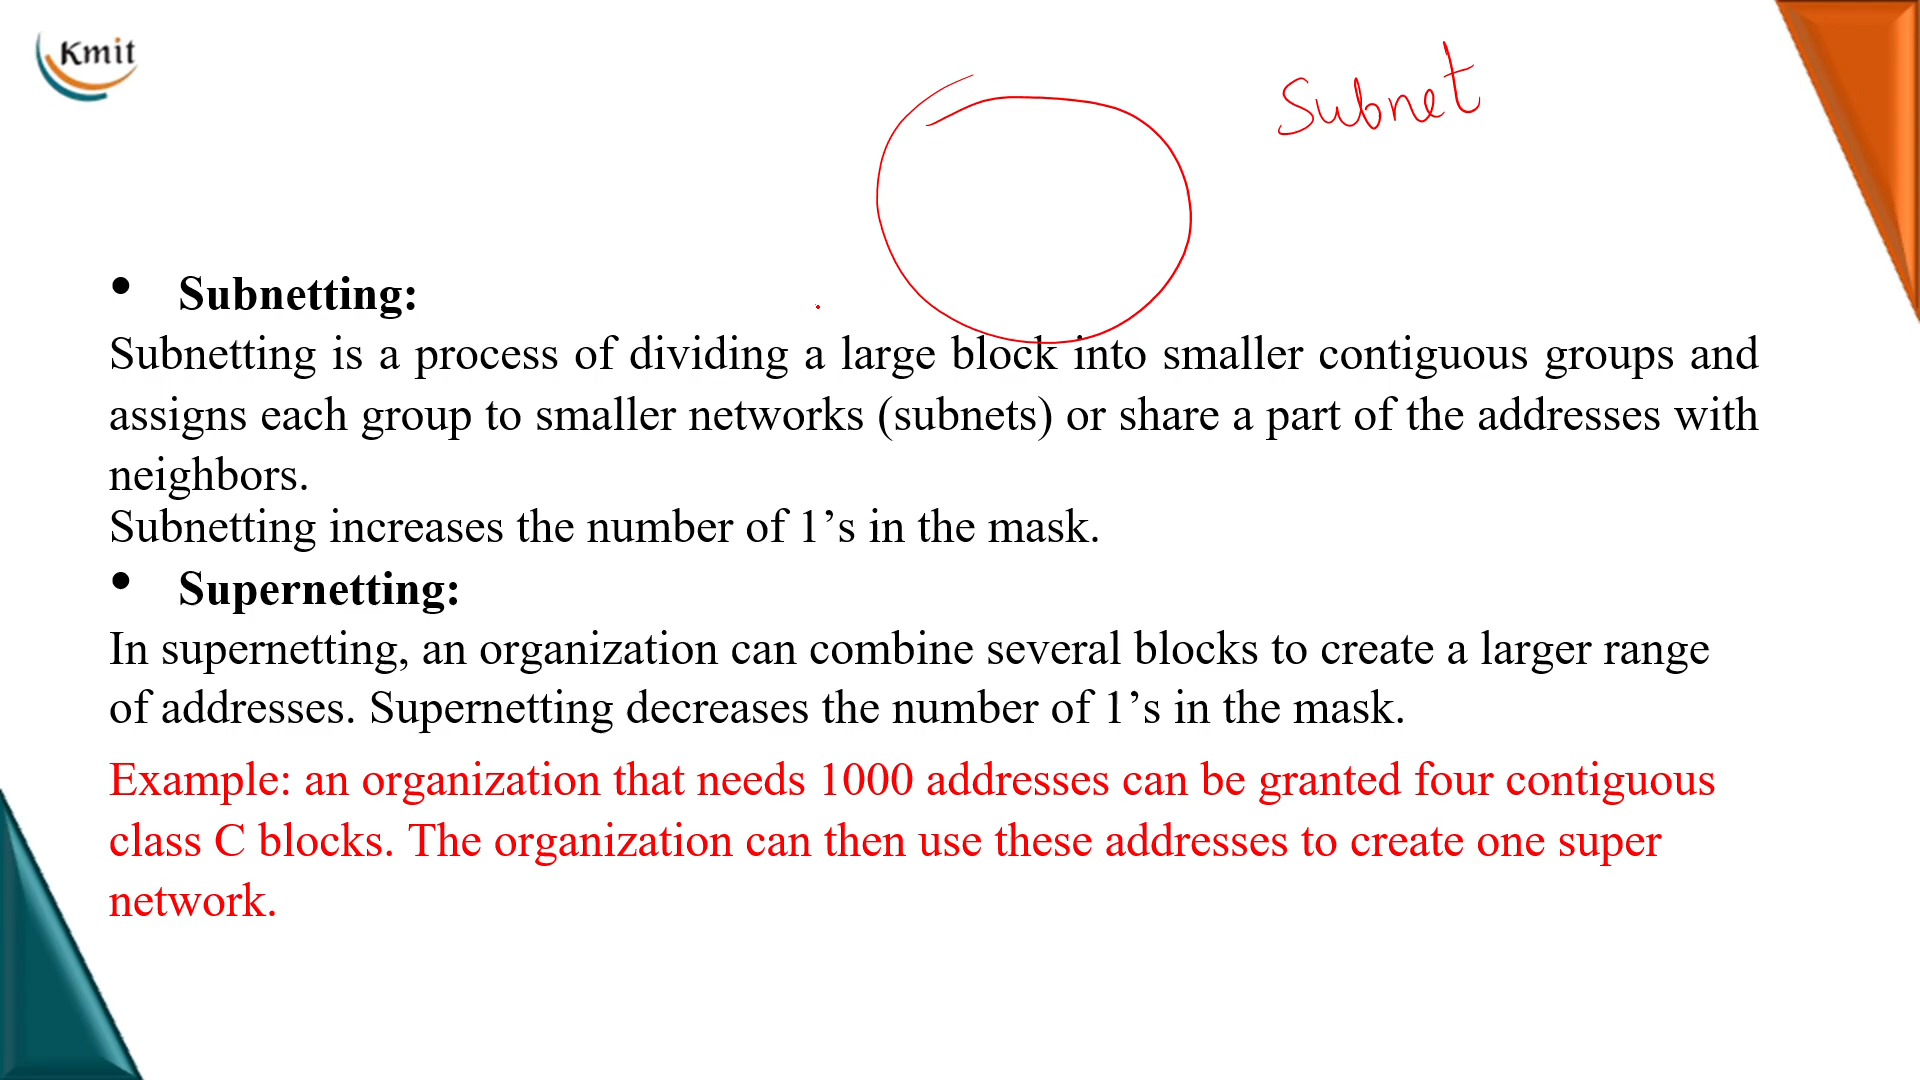 Kmit
Subnet
• Subnetting:
Subnetting is a process of dividing a large block into smaller contiguous groups and
assigns each group to smaller networks (subnets) or share a part of the addresses with
neighbors.
Subnetting increases the number of 1’s in the mask.
• Supernetting:
In supernetting, an organization can combine several blocks to create a larger range
of addresses. Supernetting decreases the number of 1’s in the mask.
Example: an organization that needs 1000 addresses can be granted four contiguous
class C blocks. The organization can then use these addresses to create one super
network.